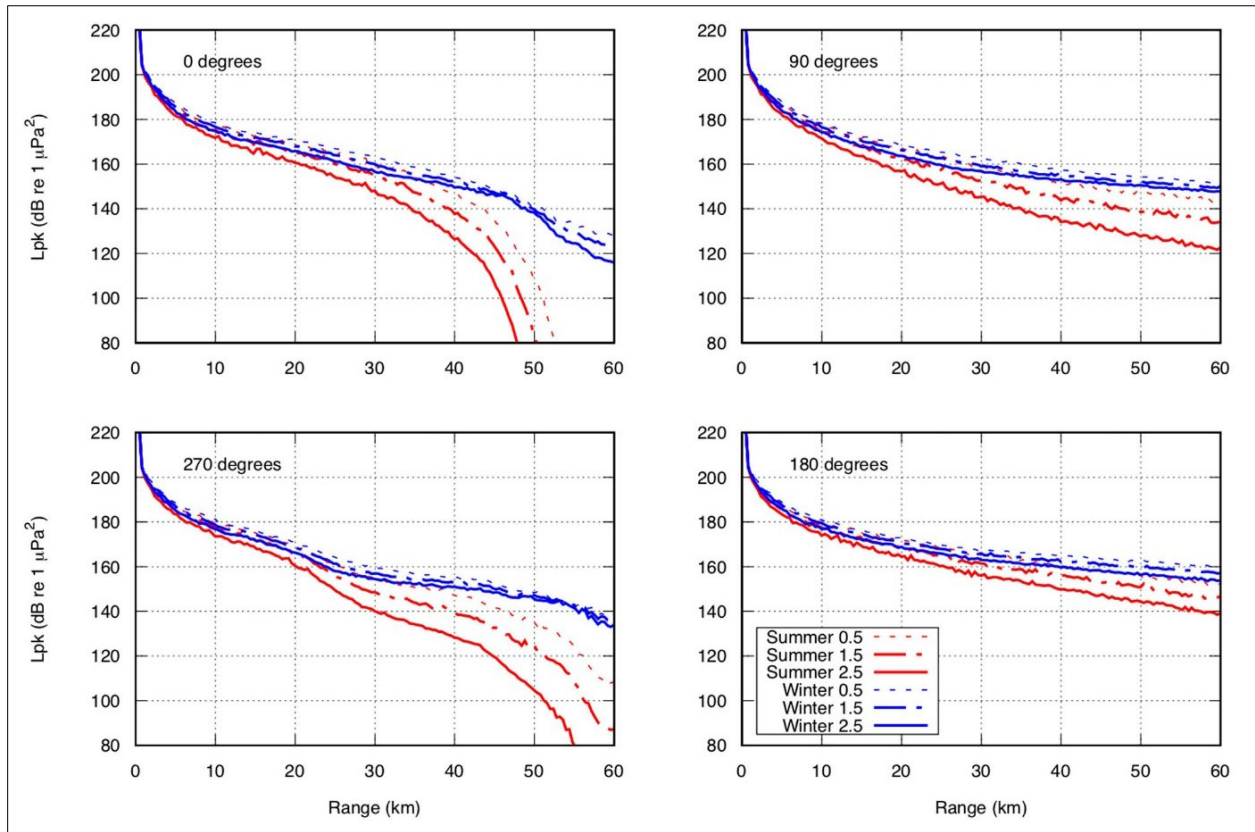 0 degrees
220
200
180
160
140
120
100
80
Lpk (dB re 1 μPa²)
0 10 20 30 40 50 60
90 degrees
220
200
180
160
140
120
100
80
0 10 20 30 40 50 60
270 degrees
220
200
180
160
140
120
100
80
Lpk (dB re 1 μPa²)
0 10 20 30 40 50 60
Range (km)
180 degrees
220
200
180
160
140
120
100
80
Summer 0.5
Summer 1.5
Summer 2.5
Winter 0.5
Winter 1.5
Winter 2.5
0 10 20 30 40 50 60
Range (km)